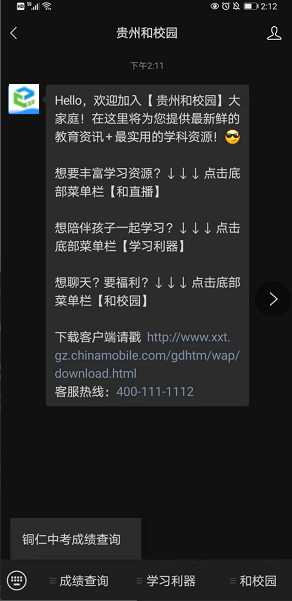 2:12
贵州和校园
下午2:11
Hello，欢迎加入【贵州和校园】大
家庭！在这里将为您提供最新鲜的
教育资讯+最实用的学科资源！😎
想要丰富学习资源？↓↓↓点击底
部菜单栏【和直播】
想陪伴孩子一起学习？↓↓↓点击
底部菜单栏【学习利器】
想聊天？要福利？↓↓↓点击底部
菜单栏【和校园】
下载客户端请戳 http://www.xxt.
gz.chinamobile.com/gdhtm/wap/
download.html
客服热线：400-111-1112
铜仁中考成绩查询
成绩查询 学习利器 和校园